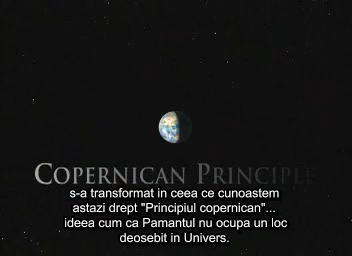 COPERNICAN PRINCIPLE
s-a transformat in ceea ce cunoastem
astazi drept "Principiul copernican"...
ideea cum ca Pamantul nu ocupa un loc
deosebit in Univers.